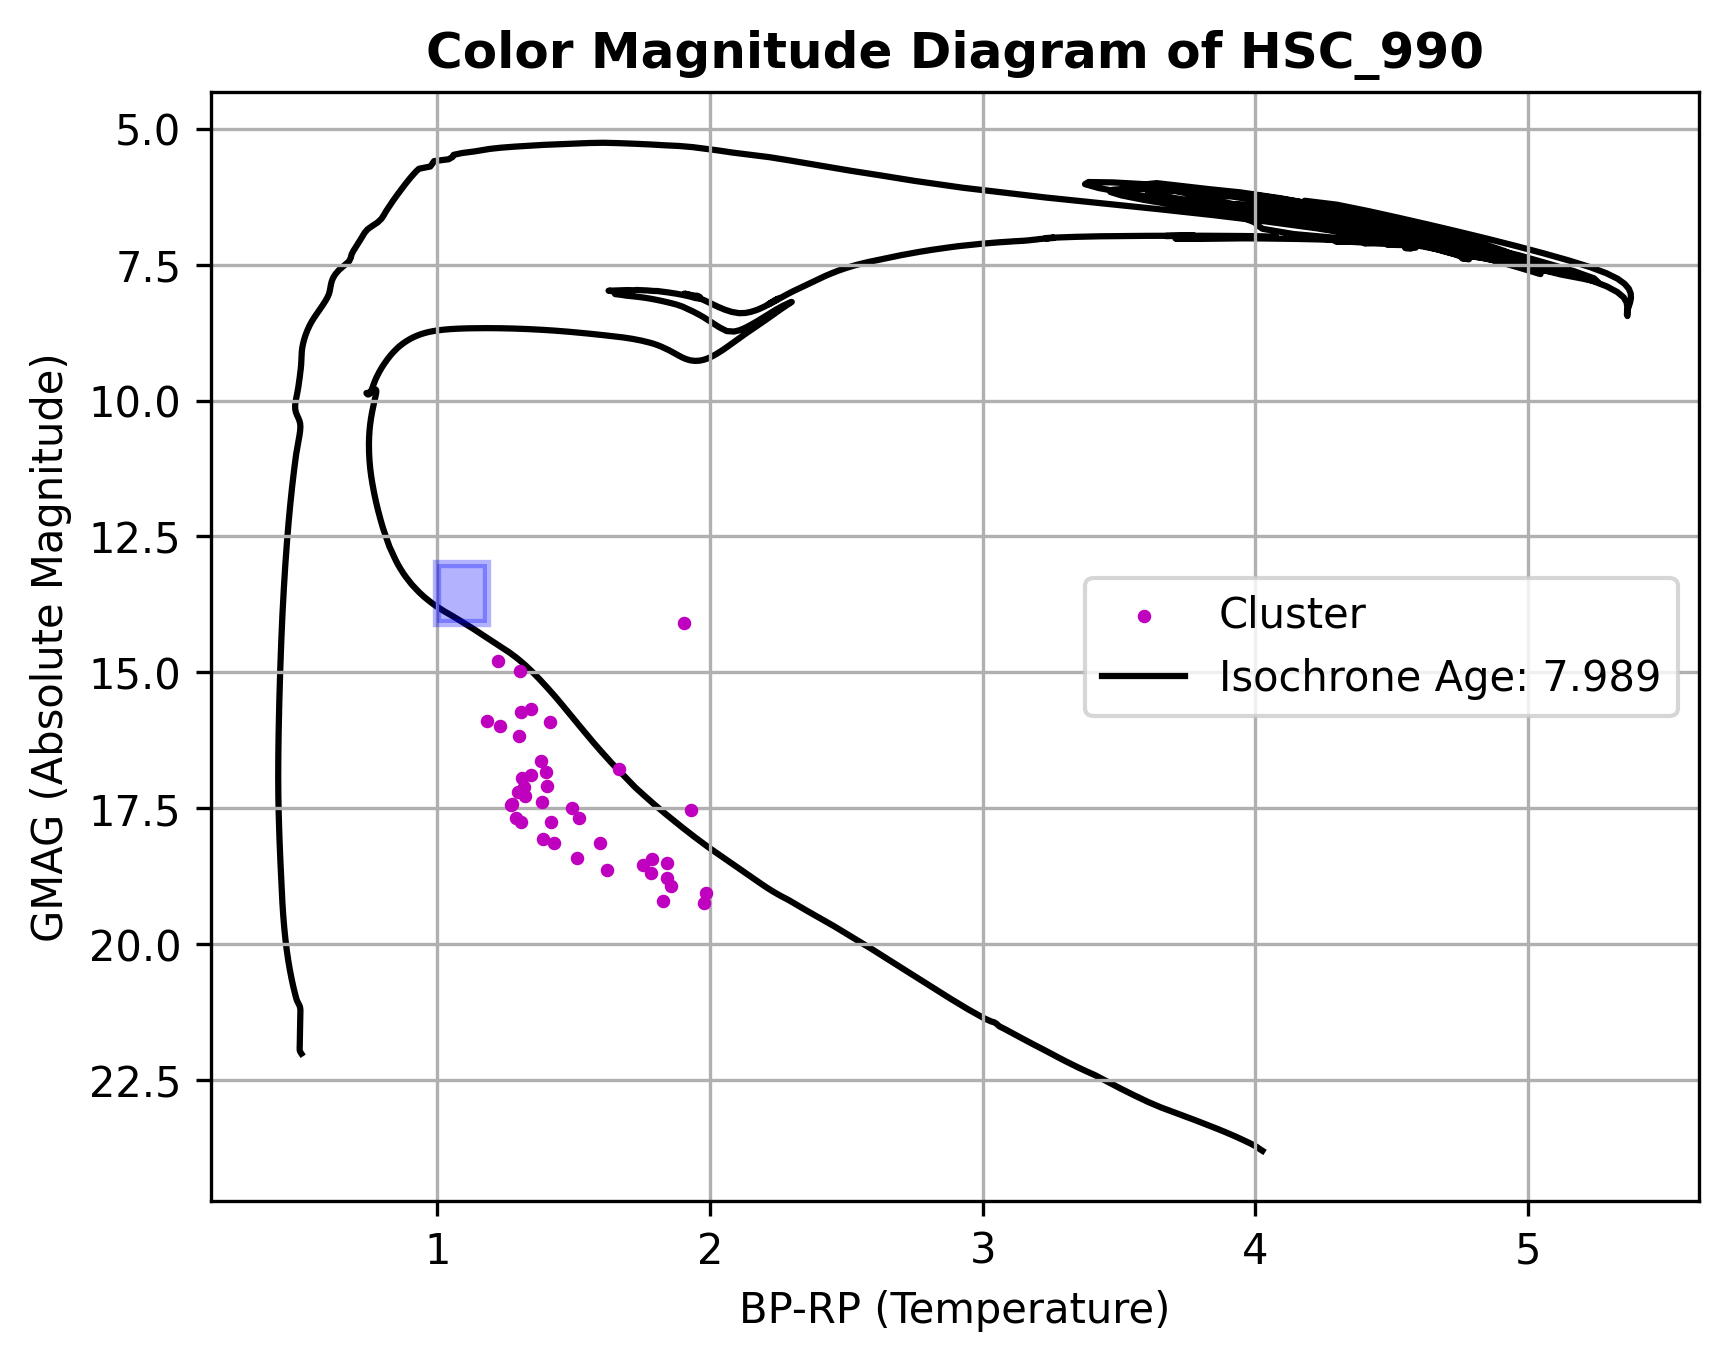 Color Magnitude Diagram of HSC_990
5.0
7.5
10.0
12.5
15.0
17.5
20.0
22.5
GMAG (Absolute Magnitude)
Cluster
Isochrone Age: 7.989
1 2 3 4 5
BP-RP (Temperature)